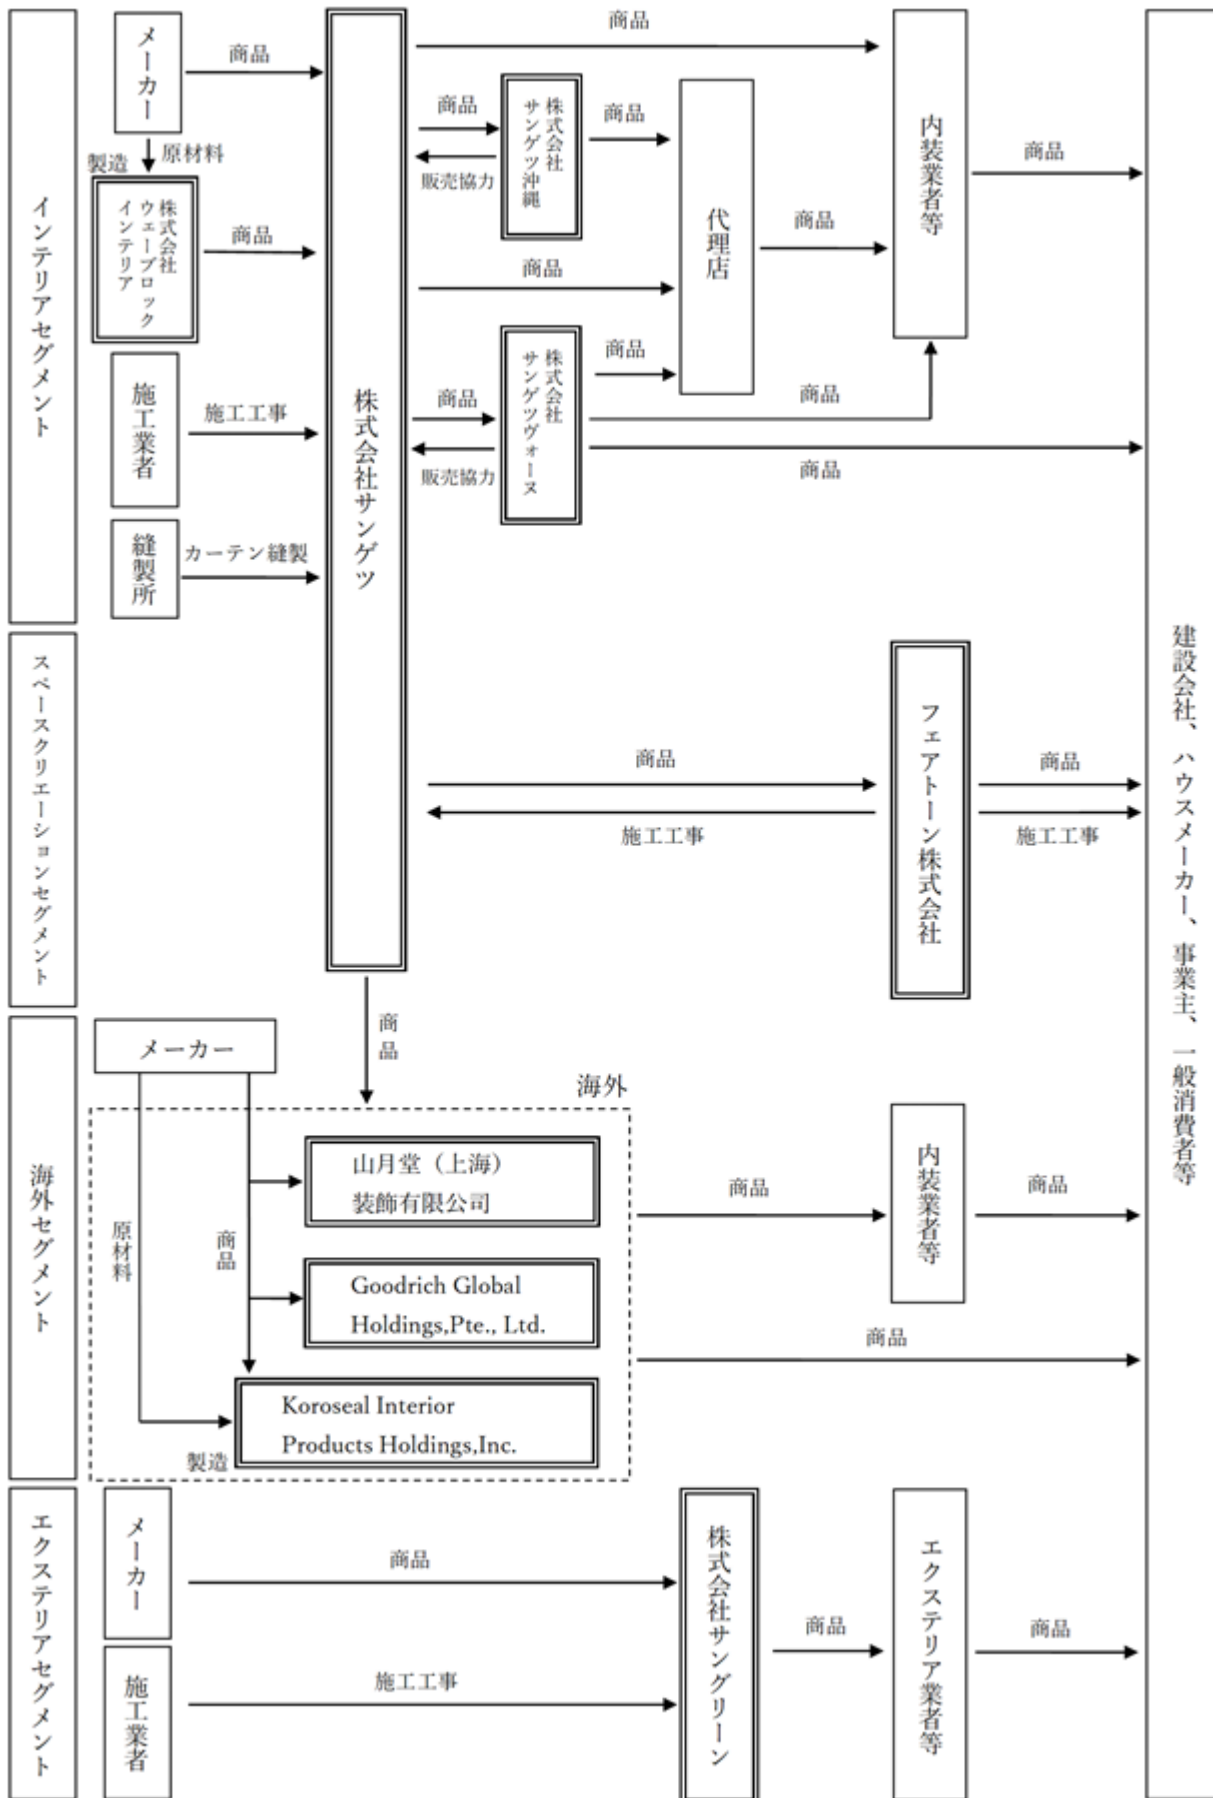 インテリアセグメント
メーカー
商品
原材料
製造
株式会社
ウェーブロック
インテリア
商品
施工業者
施工工事
縫製所
カーテン縫製
株式会社サンゲツ
商品
商品
販売協力
株式会社
サンゲツ沖縄
商品
商品
商品
販売協力
株式会社
サンゲツヴォーヌ
商品
代理店
商品
商品
商品
内装業者等
商品
建設会社、ハウスメーカー、事業主、一般消費者等
スペースクリエーションセグメント
商品
施工工事
フェアトーン株式会社
商品
施工工事
海外セグメント
メーカー
商品
海外
原材料
商品
山月堂（上海）
装飾有限公司
Goodrich Global
Holdings,Pte., Ltd.
Koroseal Interior
Products Holdings,Inc.
製造
商品
内装業者等
商品
商品
エクステリアセグメント
メーカー
商品
施工業者
施工工事
株式会社サングリーン
商品
エクステリア業者等
商品